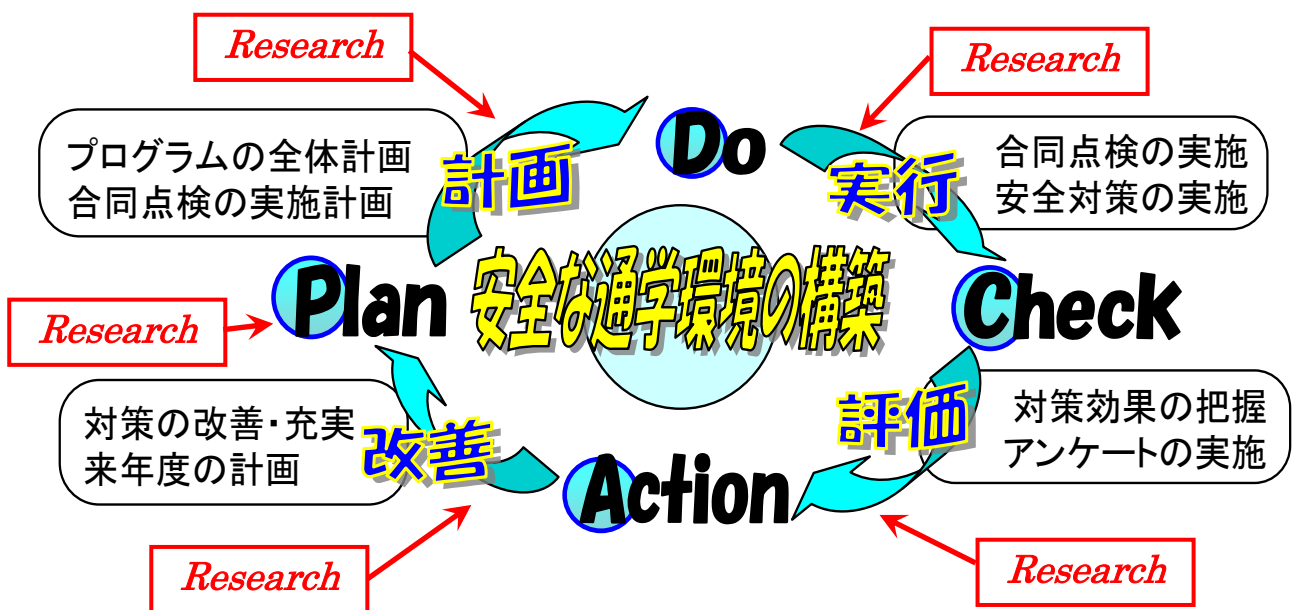 Research
Research
プログラムの全体計画
合同点検の実施計画
計画
Do
実行
合同点検の実施
安全対策の実施
Plan
安全な通学環境の構築
Check
Research
対策の改善・充実
来年度の計画
改善
Action
評価
対策効果の把握
アンケートの実施
Research
Research